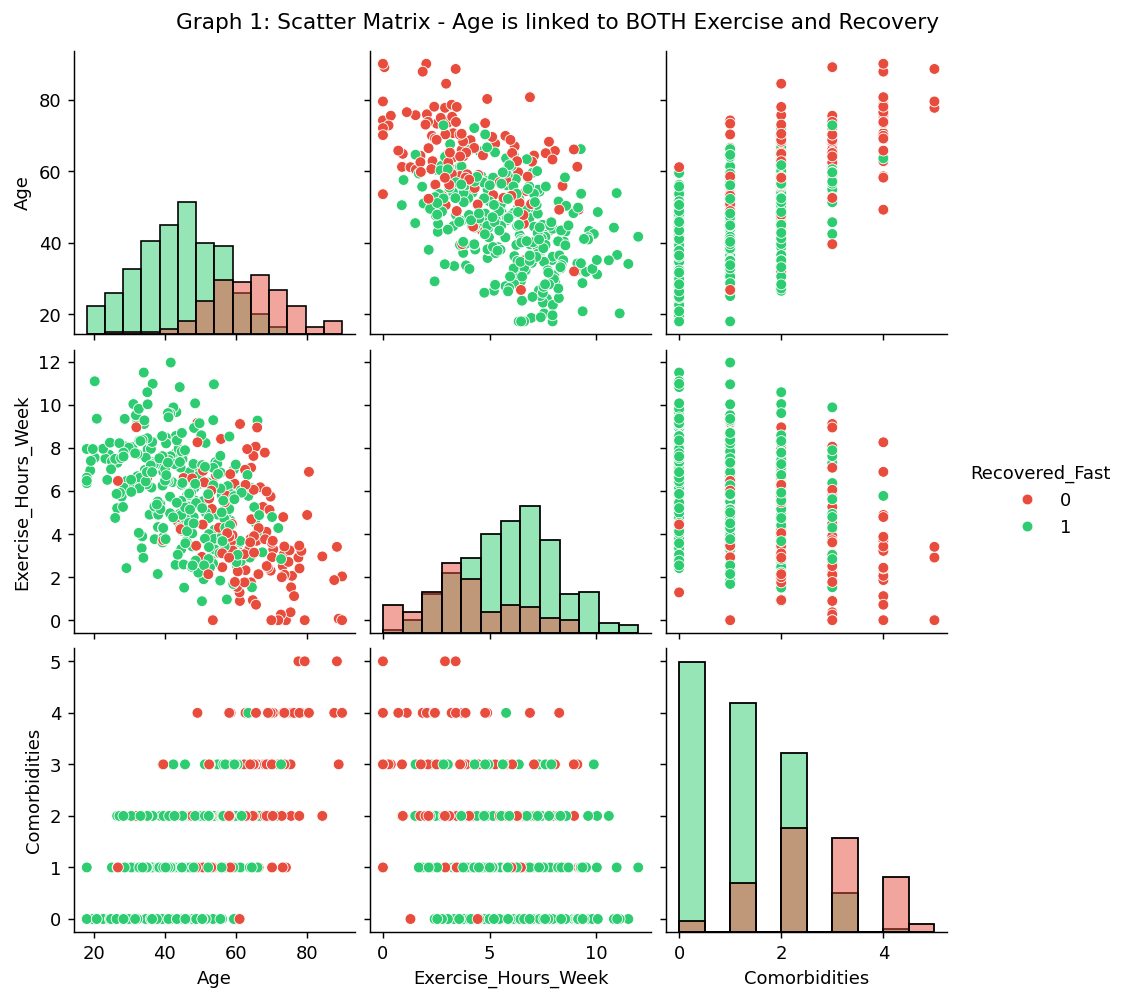 Graph 1: Scatter Matrix - Age is linked to BOTH Exercise and Recovery
80
60
40
20
Age
12
10
8
6
4
2
0
Exercise_Hours_Week
Recovered_Fast
0
1
5
4
3
2
1
0
Comorbidities
20 40 60 80
0 5 10
0 2 4
Age
Exercise_Hours_Week
Comorbidities